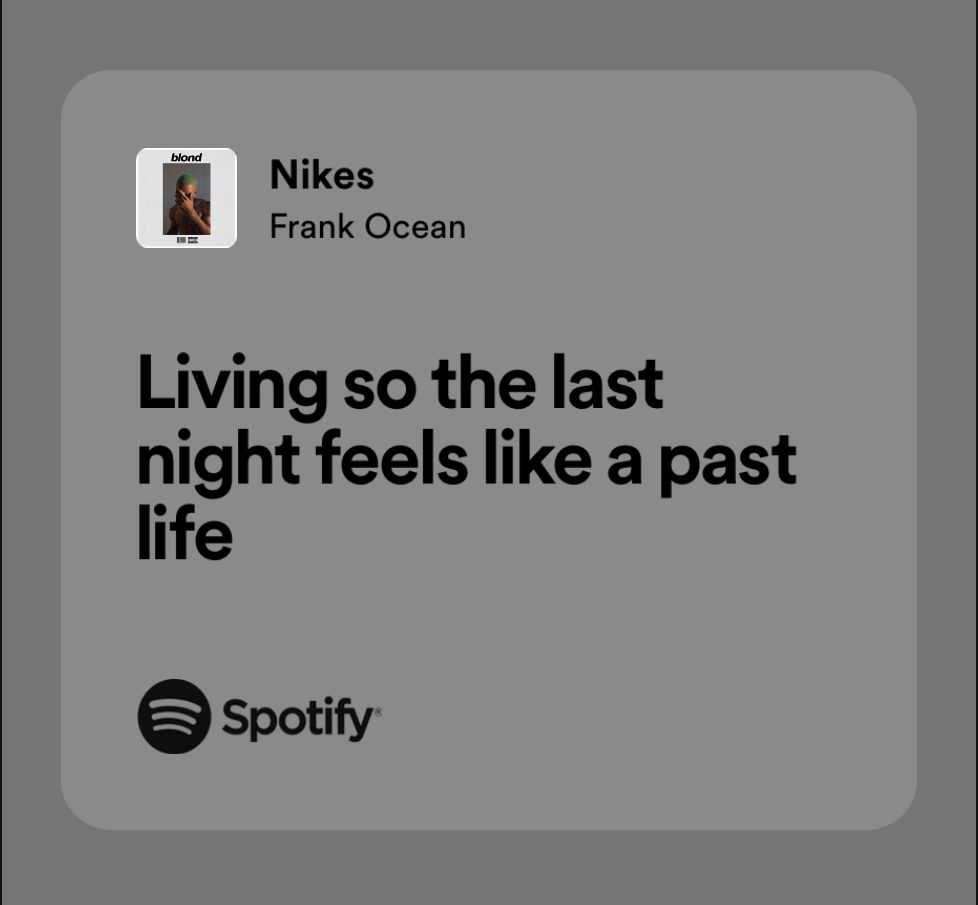 blond
Nikes
Frank Ocean
Living so the last
night feels like a past
life
Spotify®